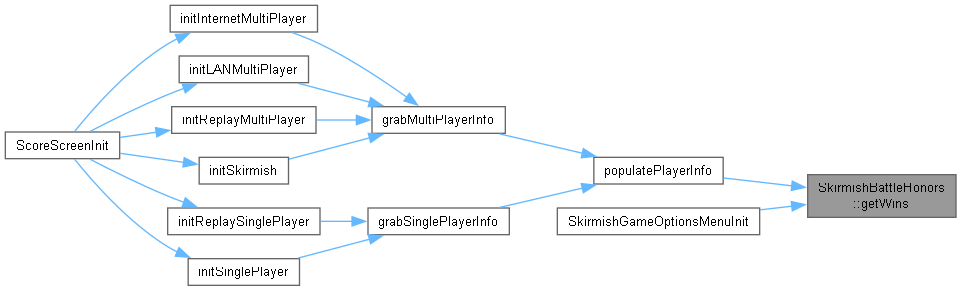 initInternetMultiPlayer
initLANMultiPlayer
initReplayMultiPlayer
grabMultiPlayerInfo
ScoreScreenInit
initSkirmish
populatePlayerInfo
SkirmishBattleHonors
::getWins
initReplaySinglePlayer
grabSinglePlayerInfo
SkirmishGameOptionsMenuInit
initSinglePlayer